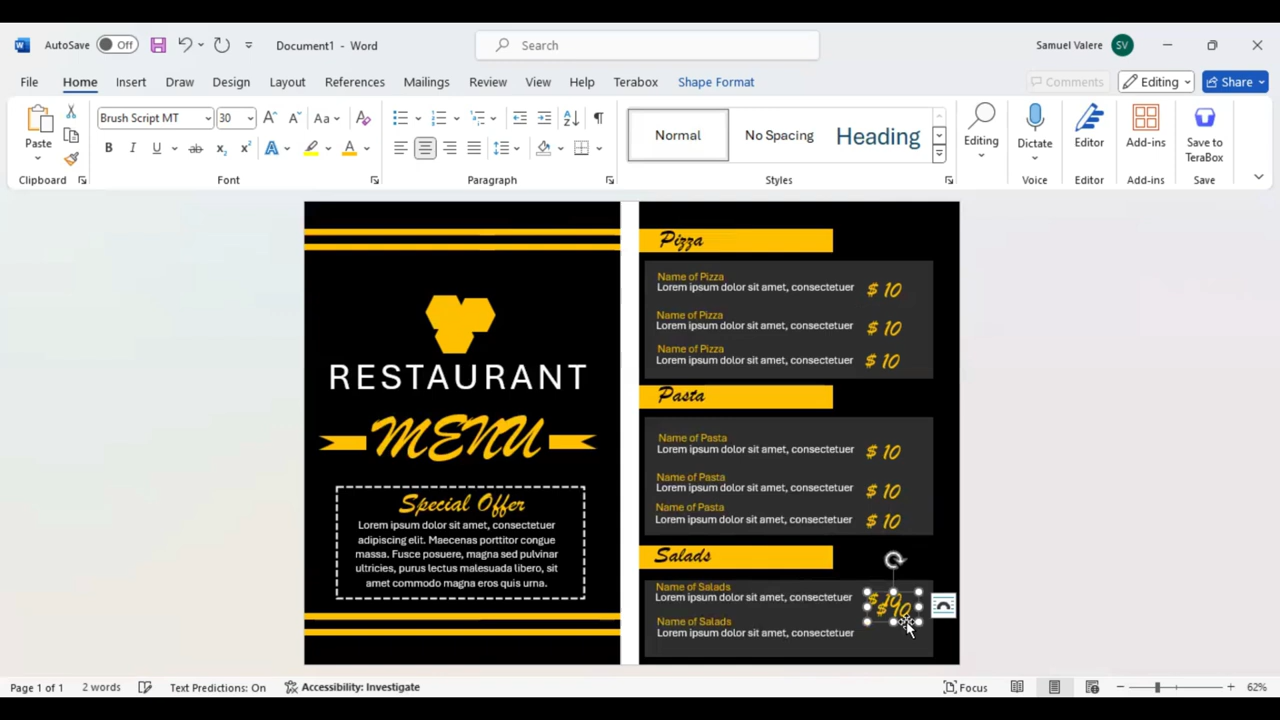 AutoSave Off Document1 - Word Search Samuel Valere SV
File Home Insert Draw Design Layout References Mailings Review View Help Terabox Shape Format Comments Editing Share
Paste
Clipboard
Brush Script MT 30
Font
Paragraph
Normal No Spacing Heading
Styles
Editing
Dictate
Voice
Editor
Editor
Add-ins
Add-ins
Save to
TeraBox
Save
RESTAURANT
MENU
Special Offer
Lorem ipsum dolor sit amet, consectetuer
adipiscing elit. Maecenas porttitor congue
massa. Fusce posuere, magna sed pulvinar
ultricies, purus lectus malesuada libero, sit
amet commodo magna eros quis urna.
Pizza
Name of Pizza
Lorem ipsum dolor sit amet, consectetuer $ 10
Name of Pizza
Lorem ipsum dolor sit amet, consectetuer $ 10
Name of Pizza
Lorem ipsum dolor sit amet, consectetuer $ 10
Pasta
Name of Pasta
Lorem ipsum dolor sit amet, consectetuer $ 10
Name of Pasta
Lorem ipsum dolor sit amet, consectetuer $ 10
Name of Pasta
Lorem ipsum dolor sit amet, consectetuer $ 10
Salads
Name of Salads
Lorem ipsum dolor sit amet, consectetuer $ 10
$ 10
Name of Salads
Lorem ipsum dolor sit amet, consectetuer
Page 1 of 1 2 words Text Predictions: On Accessibility: Investigate Focus 62%